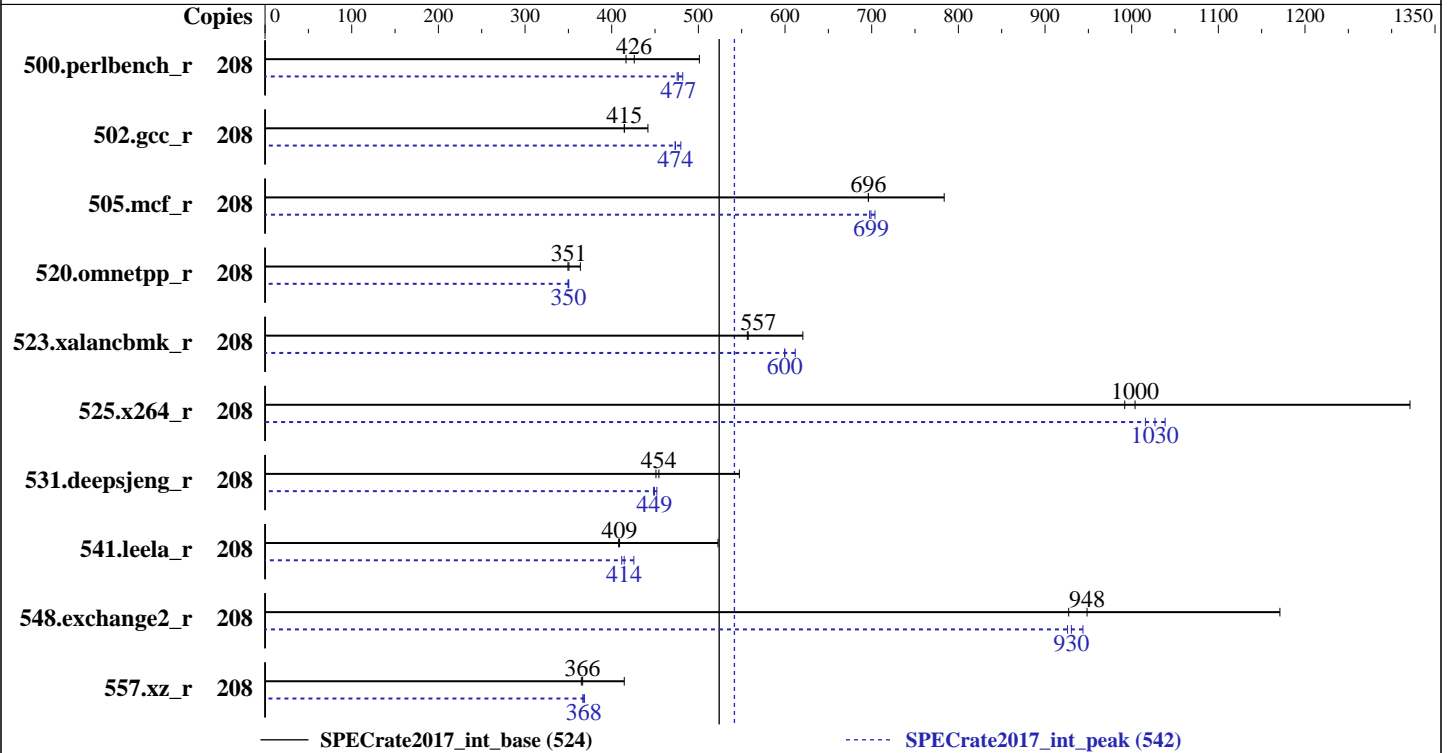 Copies 0 100 200 300 400 500 600 700 800 900 1000 1100 1200 1350
426
500.perlbench_r 208
477
415
502.gcc_r 208
474
696
505.mcf_r 208
699
351
520.omnetpp_r 208
350
557
523.xalancbmk_r 208
600
1000
525.x264_r 208
1030
454
531.deepsjeng_r 208
449
409
541.leela_r 208
414
948
548.exchange2_r 208
930
366
557.xz_r 208
368
SPECrate2017_int_base (524) SPECrate2017_int_peak (542)